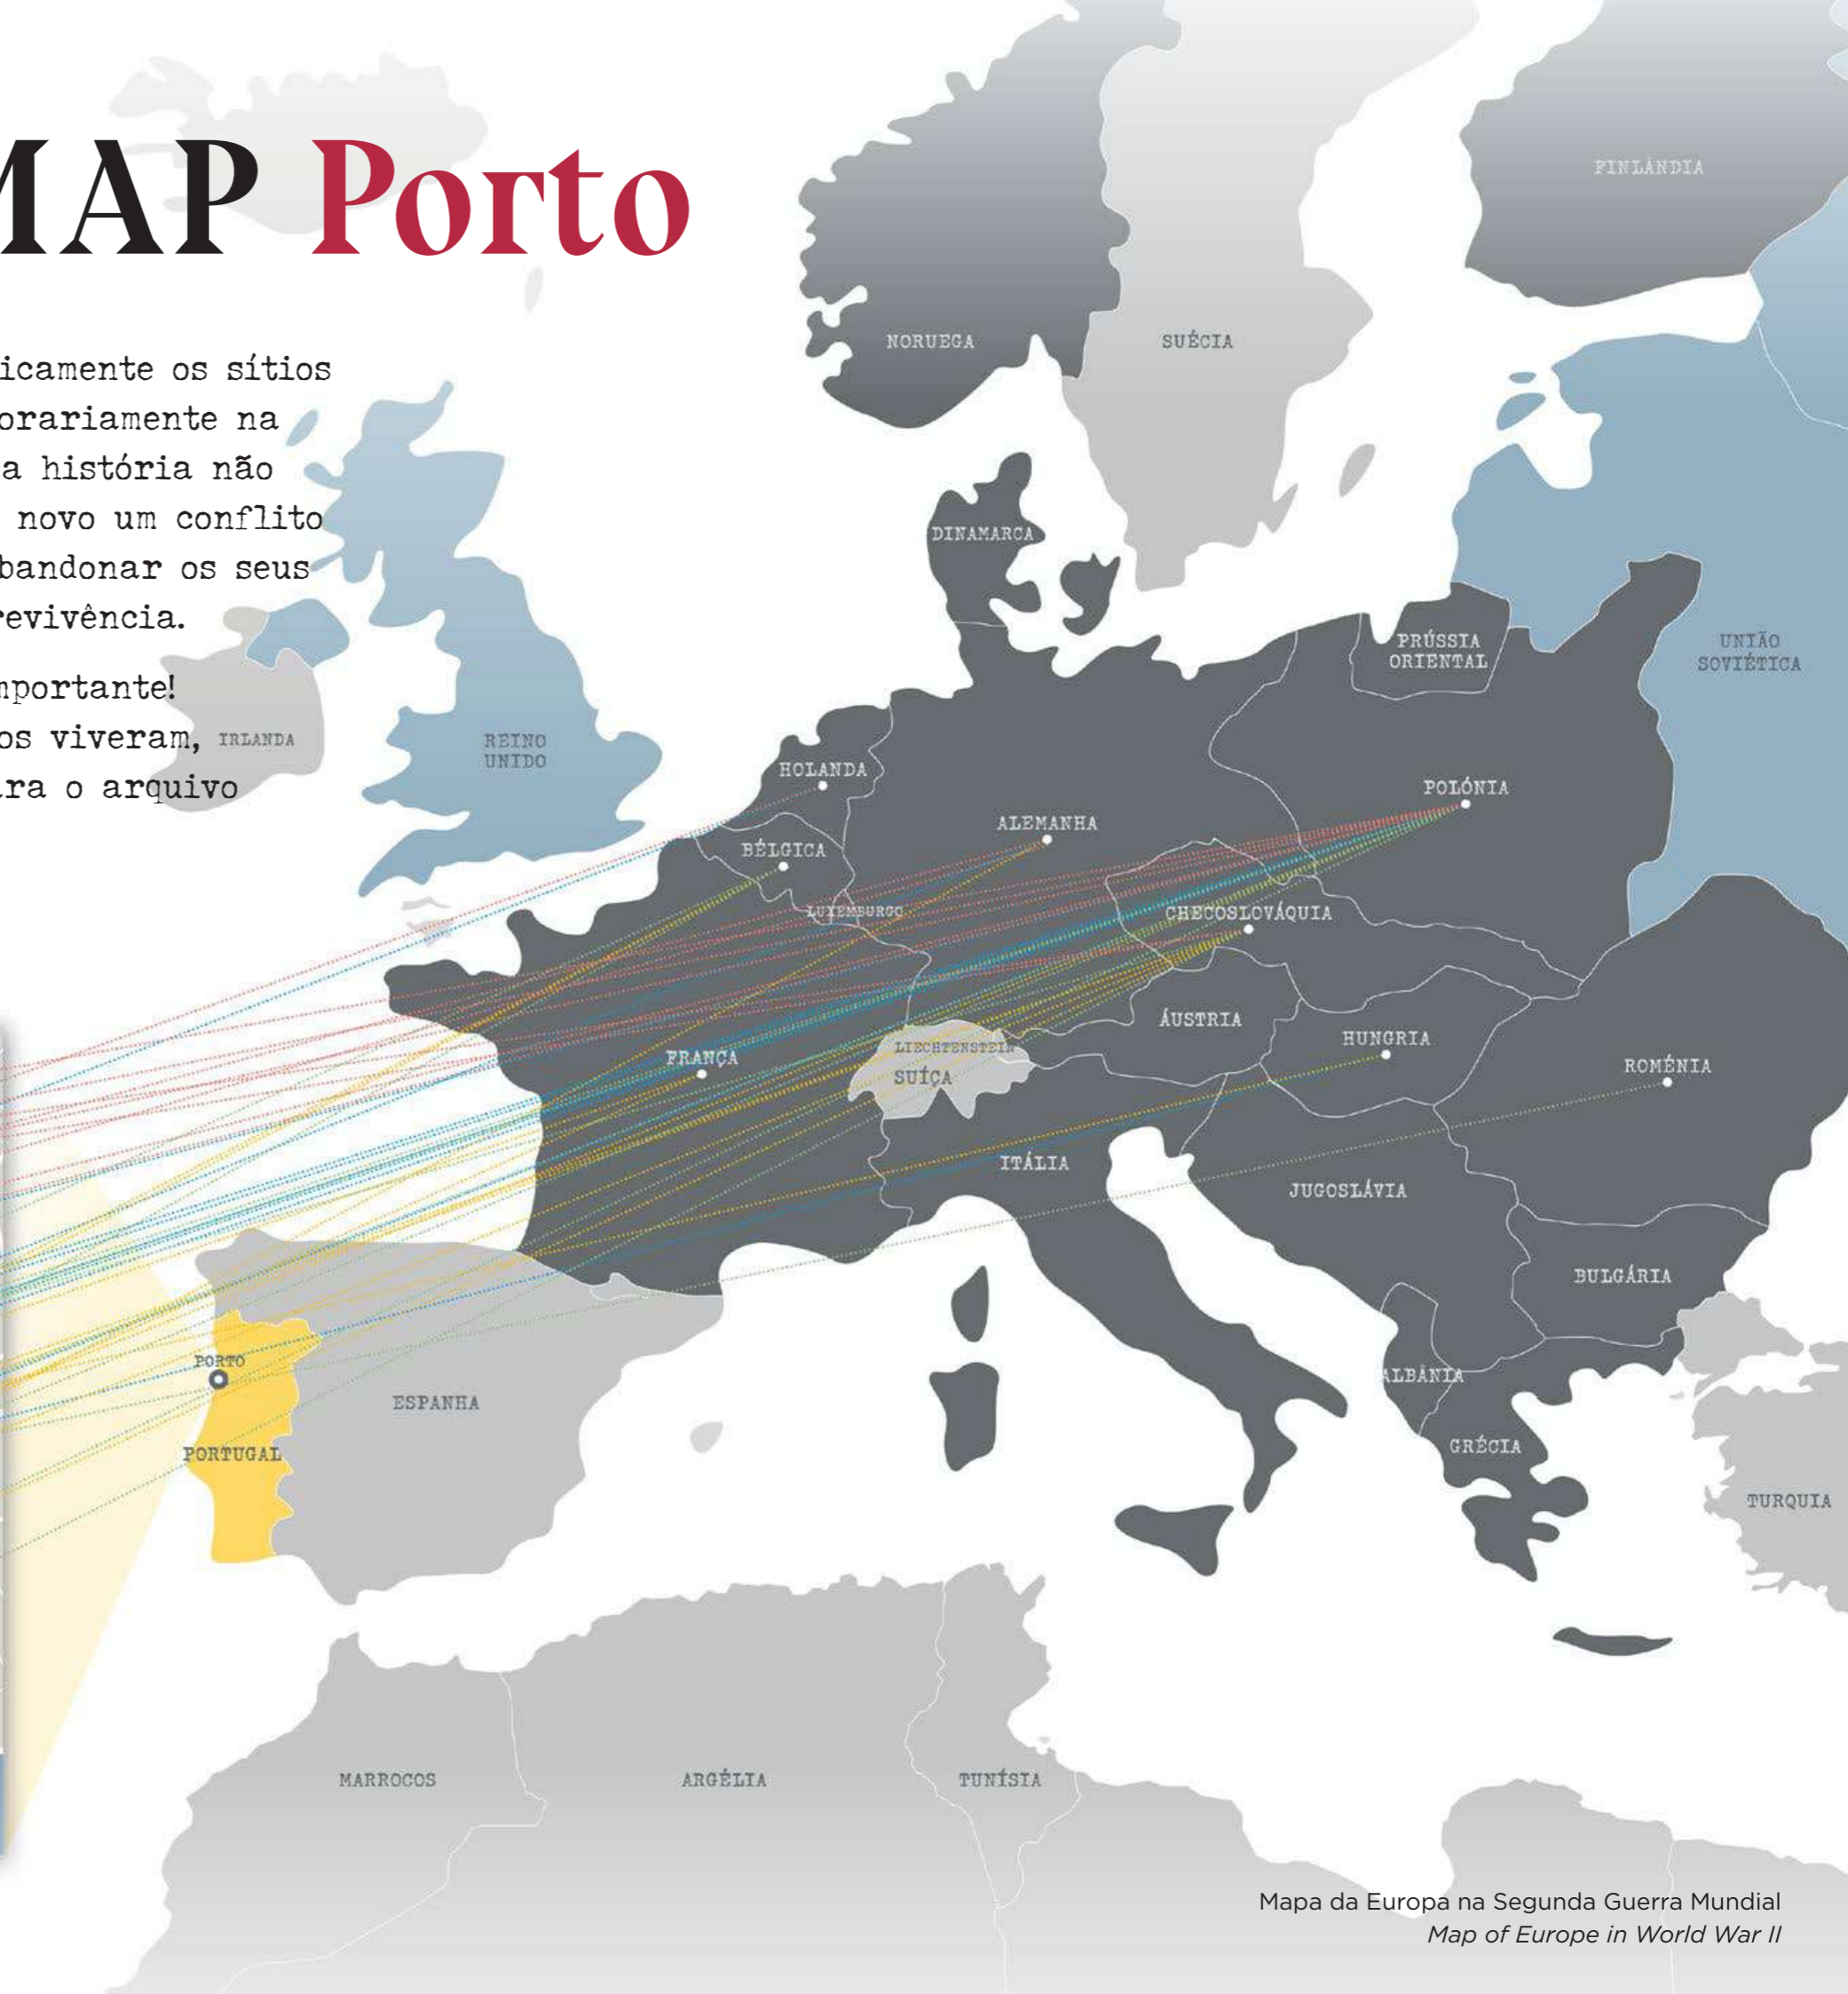 MAP Porto
icamente os sítios
orariamente na
a história não
novo um conflito
bandonar os seus
revivência.
mportante!
os viveram,
ra o arquivo
FINLÂNDIA
NORUEGA
SUÉCIA
DINAMARCA
PRÚSSIA
ORIENTAL
UNIÃO
SOVIÉTICA
IRLANDA
REINO
UNIDO
HOLANDA
POLÓNIA
ALEMANHA
BÉLGICA
LUXEMBURGO
CHECOSLOVÁQUIA
ÁUSTRIA
HUNGRIA
LIECHTENSTEIN
FRANÇA
ROMÉNIA
SUÍÇA
ITÁLIA
JUGOSLÁVIA
BULGÁRIA
PORTO
ALBÂNIA
ESPANHA
GRÉCIA
PORTUGAL
TURQUIA
MARROCOS
ARGÉLIA
TUNÍSIA
Mapa da Europa na Segunda Guerra Mundial
Map of Europe in World War II